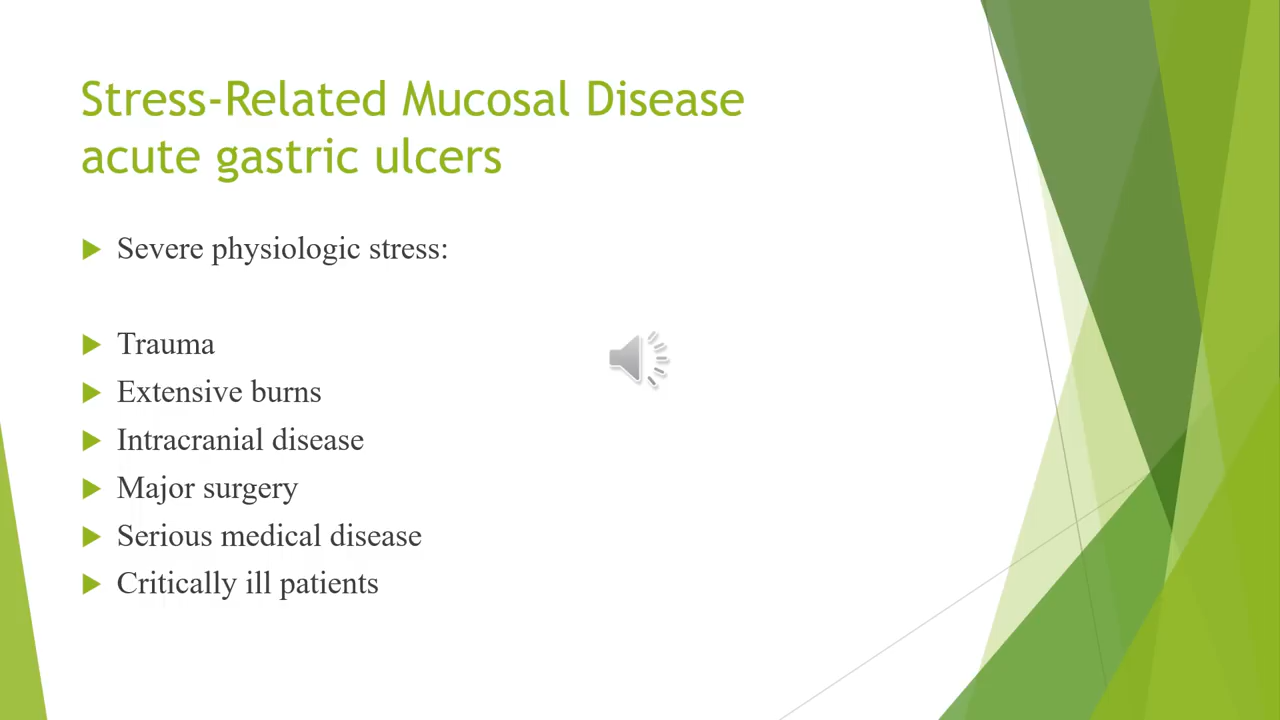 Stress-Related Mucosal Disease
acute gastric ulcers
Severe physiologic stress:
Trauma
Extensive burns
Intracranial disease
Major surgery
Serious medical disease
Critically ill patients